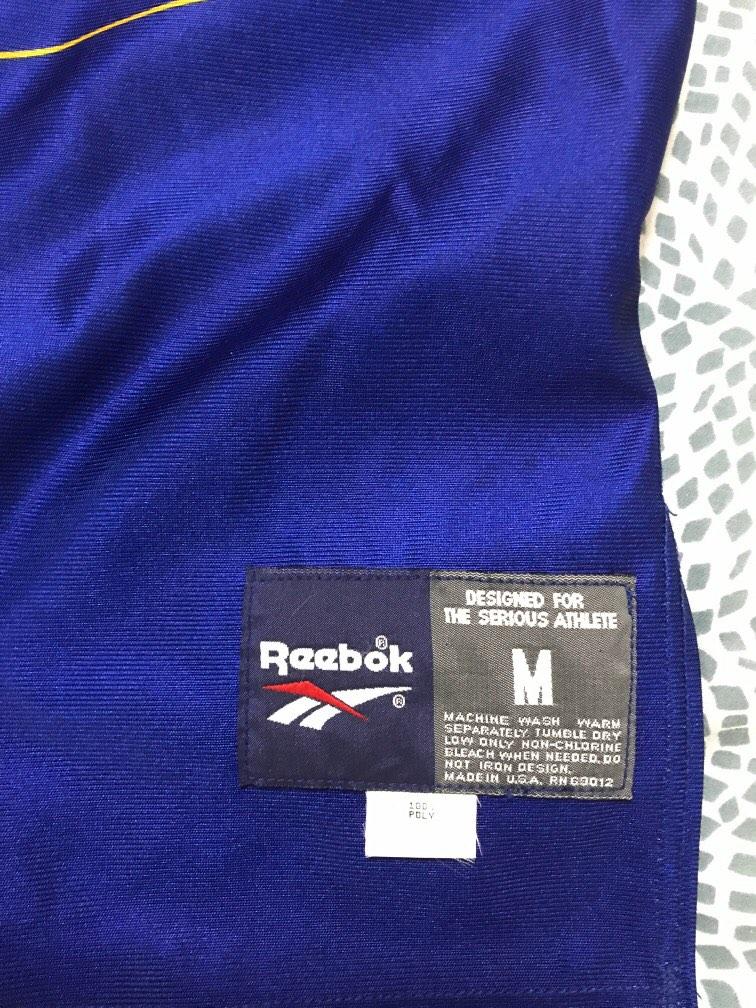 Reebok®
®
DESIGNED FOR
THE SERIOUS ATHLETE
M
MACHINE WASH WARM
SEPARATELY TUMBLE DRY
LOW ONLY NON-CHLORINE
BLEACH WHEN NEEDED. DO
NOT IRON DESIGN.
MADE IN U.S.A. RN 69012
100%
POLY